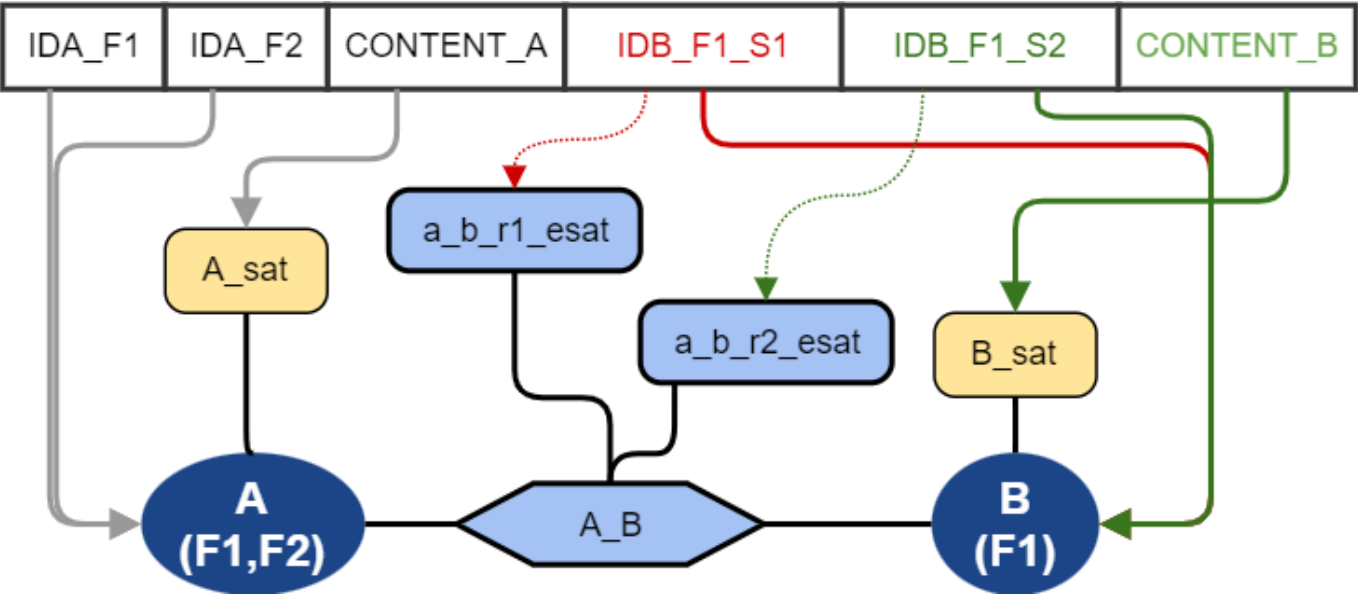 IDA_F1
IDA_F2
CONTENT_A
IDB_F1_S1
IDB_F1_S2
CONTENT_B
a_b_r1_esat
A_sat
a_b_r2_esat
B_sat
A
(F1,F2)
A_B
B
(F1)